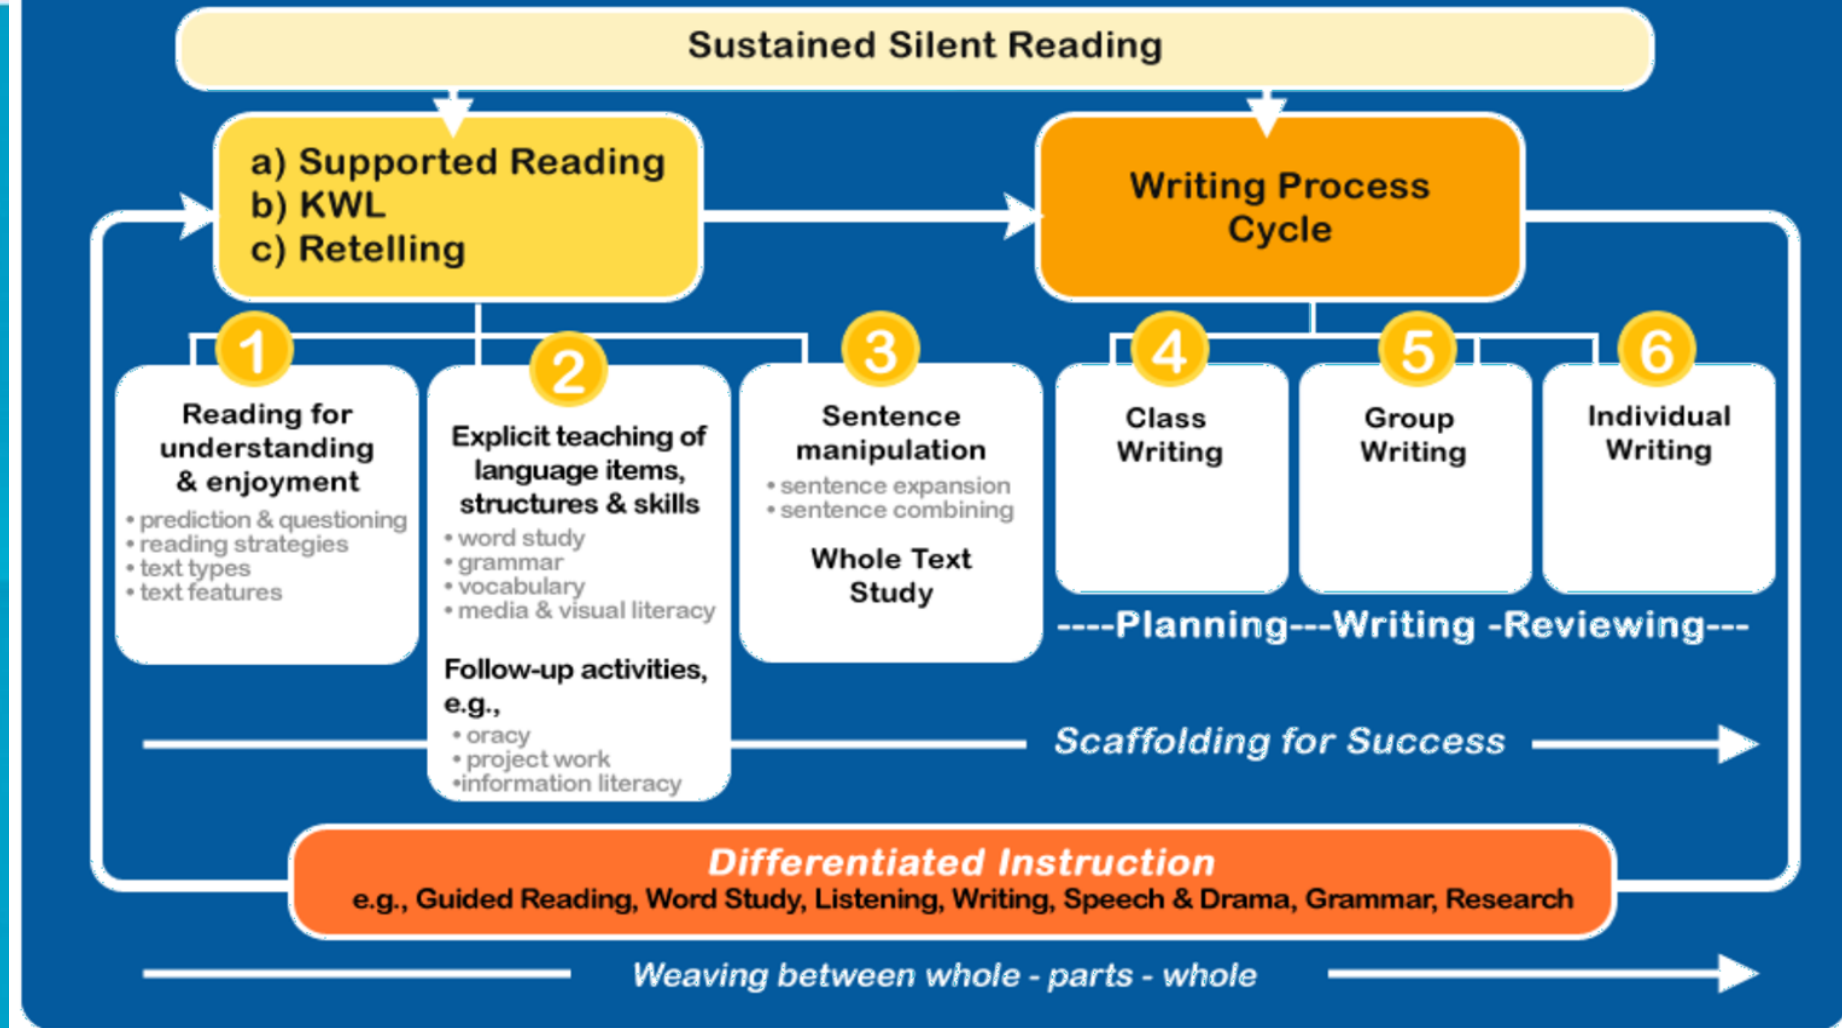 Sustained Silent Reading
a) Supported Reading
b) KWL
c) Retelling
Writing Process
Cycle
1
Reading for
understanding
& enjoyment
• prediction & questioning
• reading strategies
• text types
• text features
2
Explicit teaching of
language items,
structures & skills
• word study
• grammar
• vocabulary
• media & visual literacy
Follow-up activities,
e.g.,
• oracy
• project work
•information literacy
3
Sentence
manipulation
• sentence expansion
• sentence combining
Whole Text
Study
4
Class
Writing
5
Group
Writing
6
Individual
Writing
----Planning---Writing -Reviewing---
Scaffolding for Success
Differentiated Instruction
e.g., Guided Reading, Word Study, Listening, Writing, Speech & Drama, Grammar, Research
Weaving between whole - parts - whole